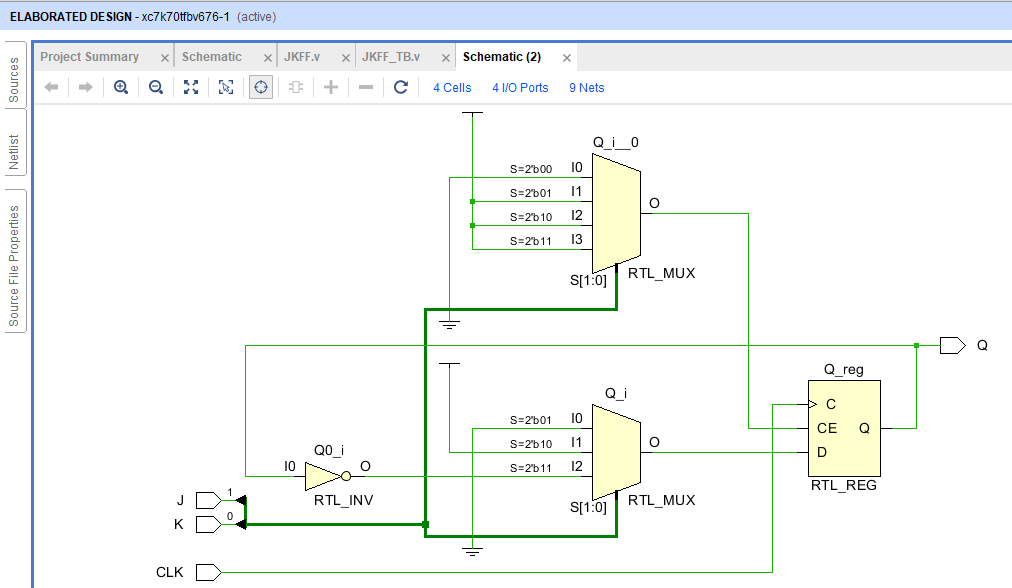 ELABORATED DESIGN - xc7k70tfbv676-1 (active)
Sources
Netlist
Source File Properties
Project Summary
Schematic
JKFF.v
JKFF_TB.v
Schematic (2)
4 Cells
4 I/O Ports
9 Nets
Q_i__0
S=2'b00 I0
S=2'b01 I1
S=2'b10 I2
S=2'b11 I3
O
S[1:0]
RTL_MUX
Q
Q_reg
C
CE Q
D
RTL_REG
Q_i
S=2'b01 I0
S=2'b10 I1
S=2'b11 I2
O
S[1:0]
RTL_MUX
Q0_i
I0 O
RTL_INV
J 1
K 0
CLK